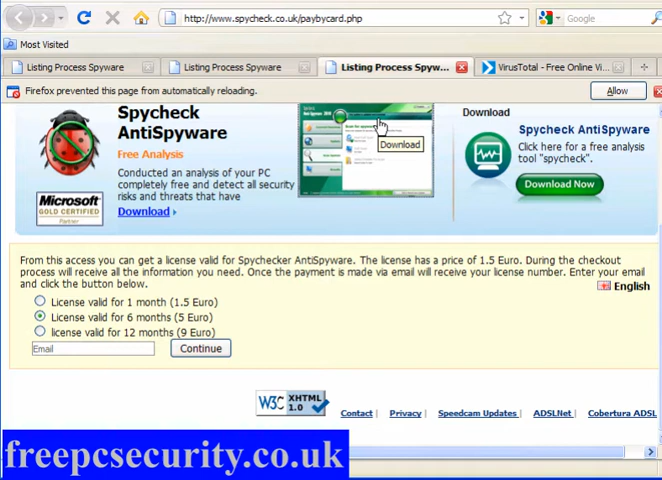 http://www.spycheck.co.uk/paybycard.php
Google
Most Visited
Listing Process Spyware
Listing Process Spyware
Listing Process Spyw...
VirusTotal - Free Online Vi...
Firefox prevented this page from automatically reloading.
Allow
Spycheck
AntiSpyware
Free Analysis
Conducted an analysis of your PC
completely free and detect all security
risks and threats that have
Download
Microsoft
GOLD CERTIFIED
Partner
Download
Download
Spycheck AntiSpyware
Click here for a free analysis
tool "spycheck".
Download Now
From this access you can get a license valid for Spychecker AntiSpyware. The license has a price of 1.5 Euro. During the checkout
process will receive all the information you need. Once the payment is made via email will receive your license number. Enter your email
and click the button below.
English
License valid for 1 month (1.5 Euro)
License valid for 6 months (5 Euro)
license valid for 12 months (9 Euro)
Email
Continue
W3C XHTML 1.0
Contact | Privacy | Speedcam Updates | ADSLNet | Cobertura ADSL
freepcsecurity.co.uk